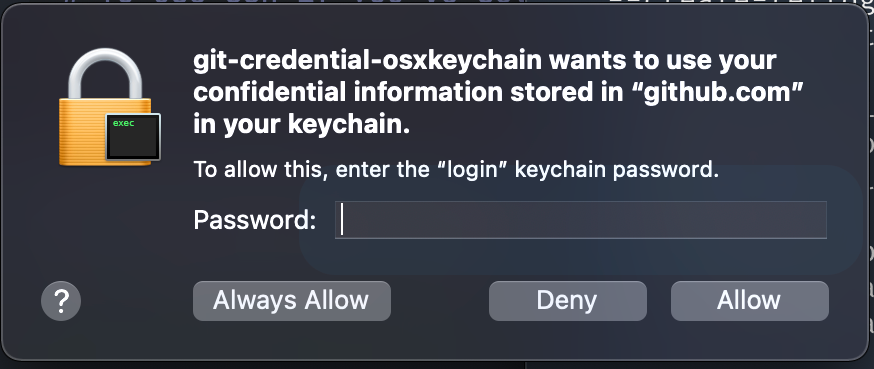 git-credential-osxkeychain wants to use your
confidential information stored in “github.com”
in your keychain.
To allow this, enter the “login” keychain password.
Password:
exec
?
Always Allow
Deny
Allow